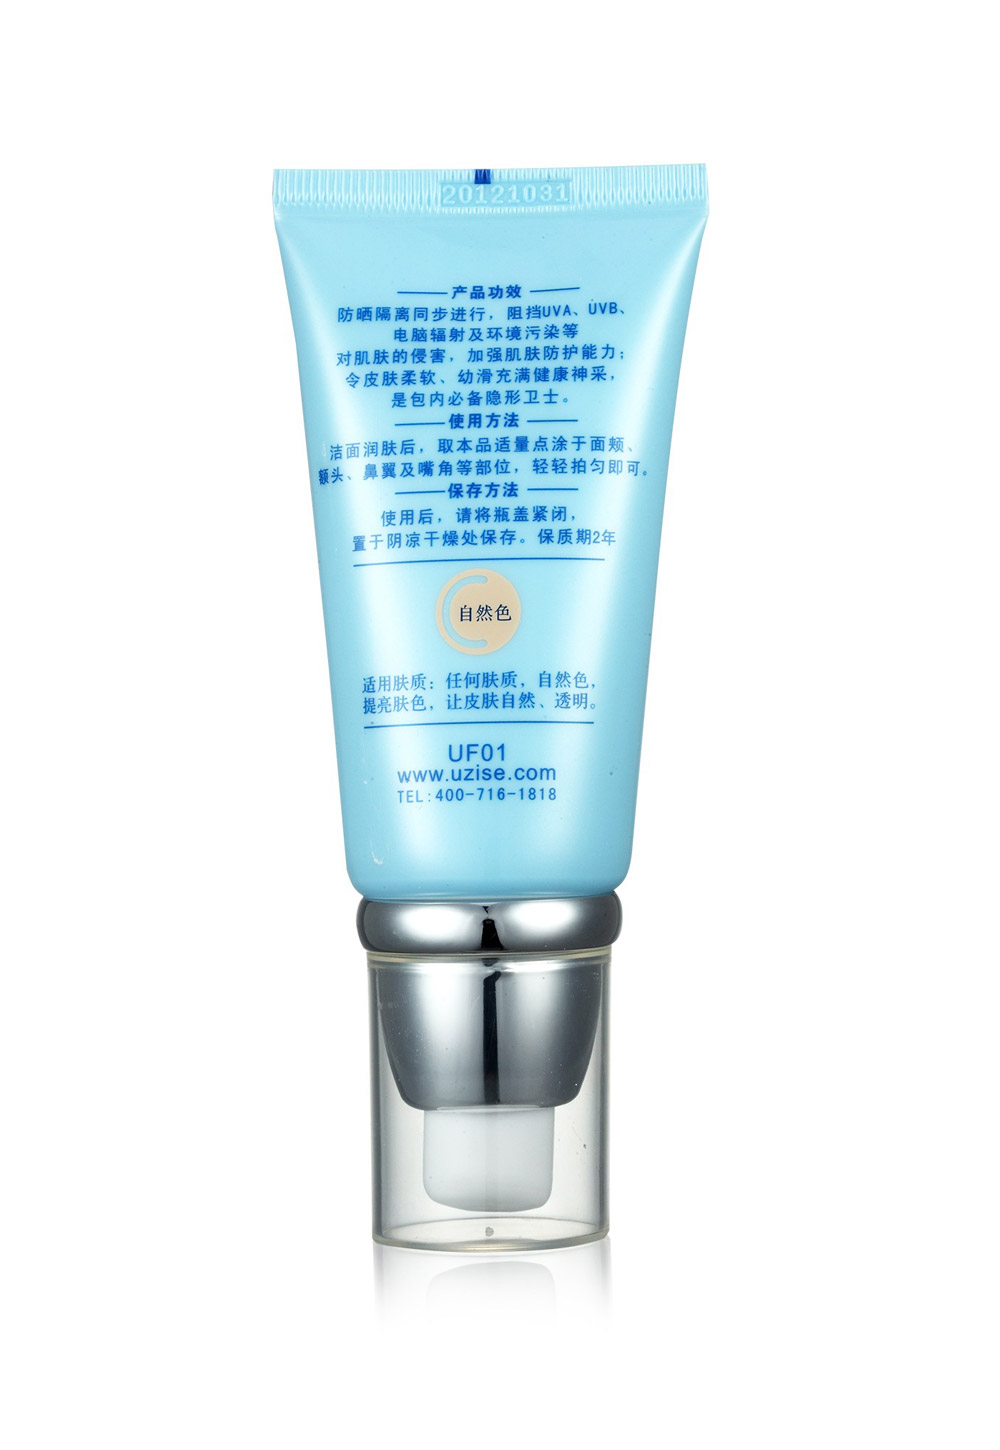 20121031
产品功效
防晒隔离同步进行，阻挡UVA、UVB、
电脑辐射及环境污染等
对肌肤的侵害，加强肌肤防护能力；
令皮肤柔软、幼滑充满健康神采，
是包内必备隐形卫士。
使用方法
洁面润肤后，取本品适量点涂于面颊、
额头、鼻翼及嘴角等部位，轻轻拍匀即可。
保存方法
使用后，请将瓶盖紧闭，
置于阴凉干燥处保存。保质期2年
自然色
适用肤质：任何肤质，自然色，
提亮肤色，让皮肤自然、透明。
UF01
www.uzise.com
TEL:400-716-1818